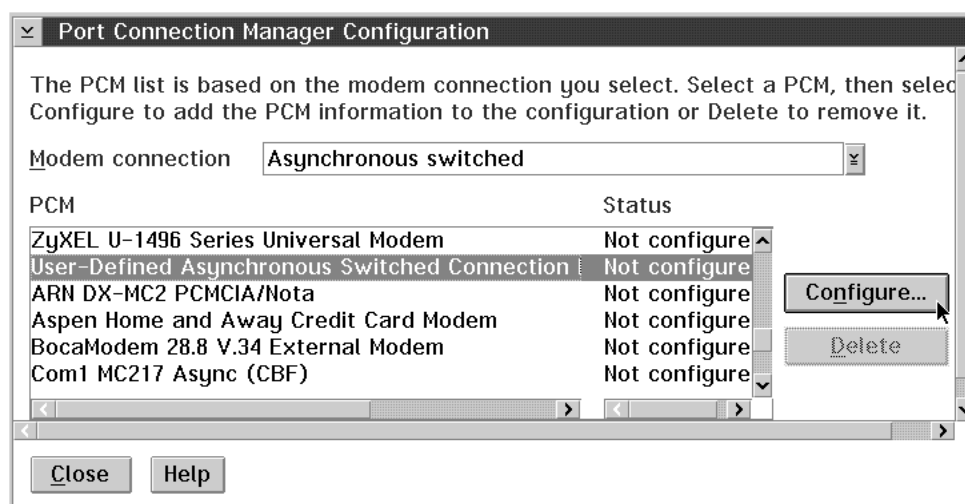 Port Connection Manager Configuration
The PCM list is based on the modem connection you select. Select a PCM, then selec
Configure to add the PCM information to the configuration or Delete to remove it.
Modem connection Asynchronous switched
PCM Status
ZyXEL U-1496 Series Universal Modem Not configure
User-Defined Asynchronous Switched Connection Not configure
ARN DX-MC2 PCMCIA/Nota Not configure
Configure...
Aspen Home and Away Credit Card Modem Not configure
BocaModem 28.8 V.34 External Modem Not configure
Delete
Com1 MC217 Async (CBF) Not configure
Close Help